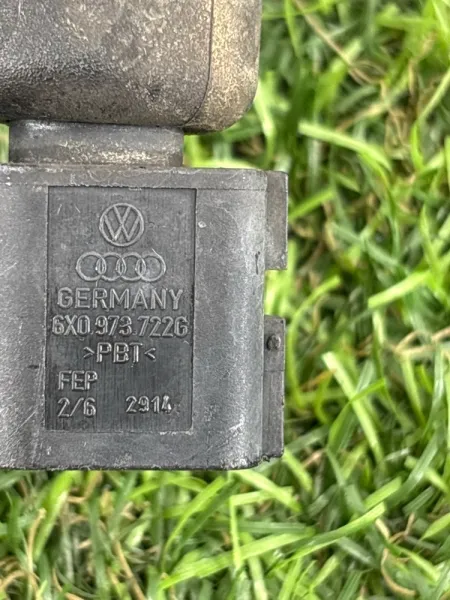 GERMANY
6X0.973.722G
>PBT<
FEP
2/6 2914